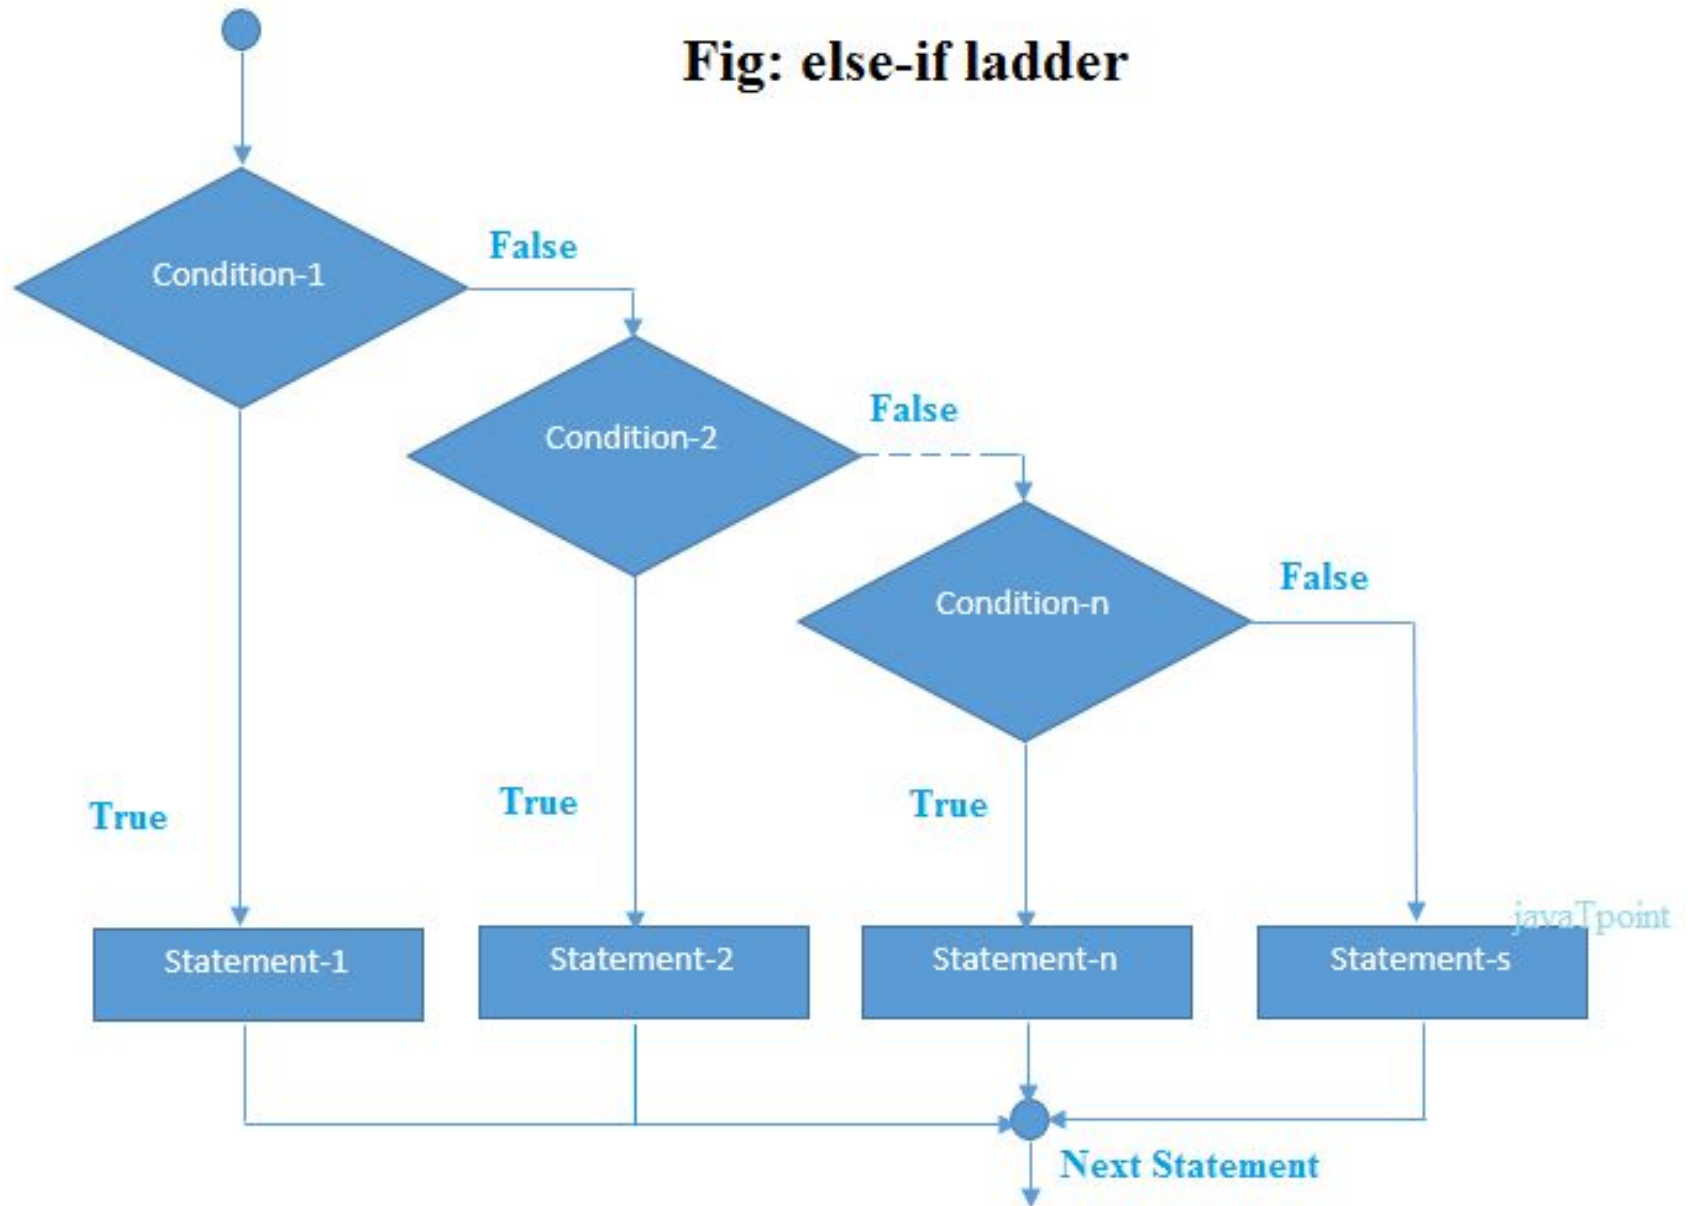 Fig: else-if ladder
False
Condition-1
False
Condition-2
False
Condition-n
True
True
True
javaTpoint
Statement-1
Statement-2
Statement-n
Statement-s
Next Statement